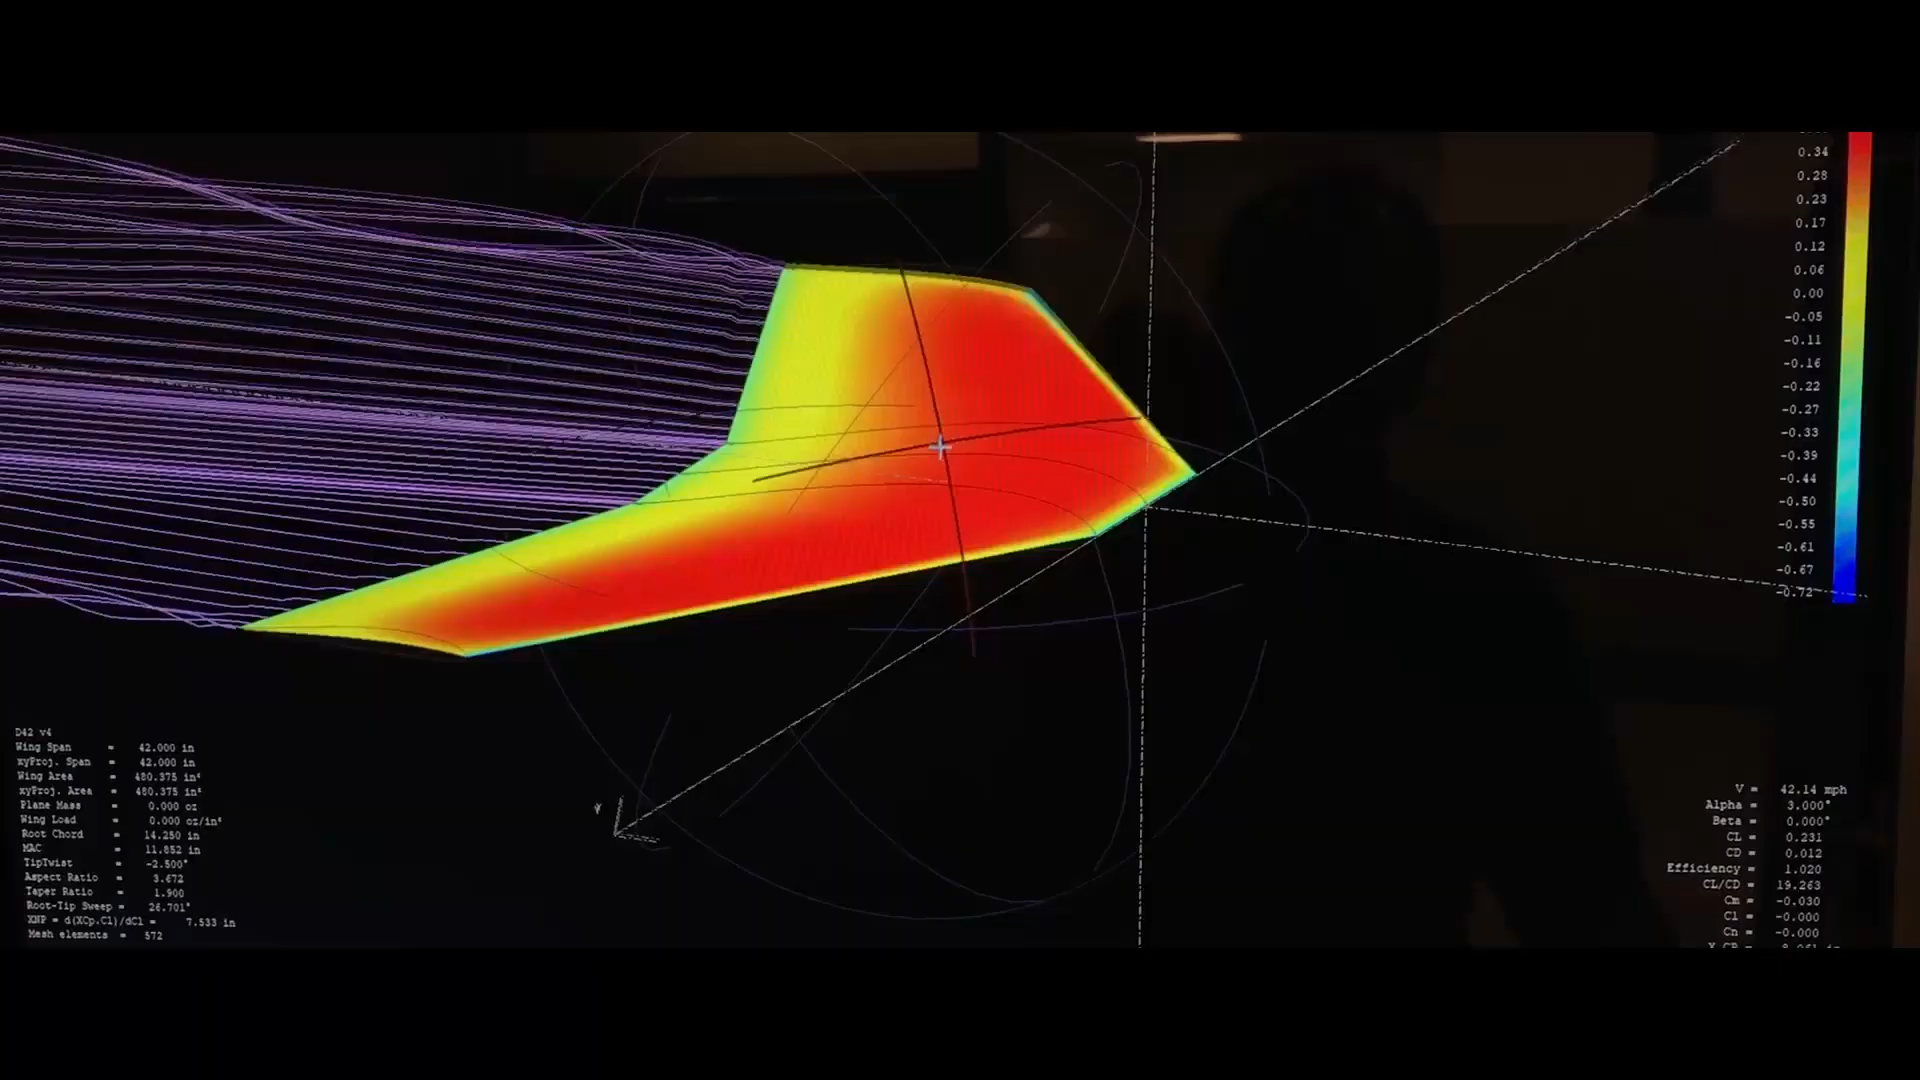 0.34
0.28
0.23
0.17
0.12
0.06
0.00
-0.05
-0.11
-0.16
-0.22
-0.27
-0.33
-0.39
-0.44
-0.50
-0.55
-0.61
-0.67
-0.72
D42 v4
Wing Span = 42.000 in
xyProj. Span = 42.000 in
Wing Area = 480.375 in²
xyProj. Area = 480.375 in²
Plane Mass = 0.000 oz
Wing Load = 0.000 oz/in²
Root Chord = 14.250 in
MAC = 11.852 in
TipTwist = -2.500°
Aspect Ratio = 3.672
Taper Ratio = 1.900
Root-Tip Sweep = 26.701°
XNP = d(XCp.Cl)/dCl = 7.533 in
Mesh elements = 572
V = 42.14 mph
Alpha = 3.000°
Beta = 0.000°
CL = 0.231
CD = 0.012
Efficiency = 1.020
CL/CD = 19.263
Cm = -0.030
Cl = -0.000
Cn = -0.000